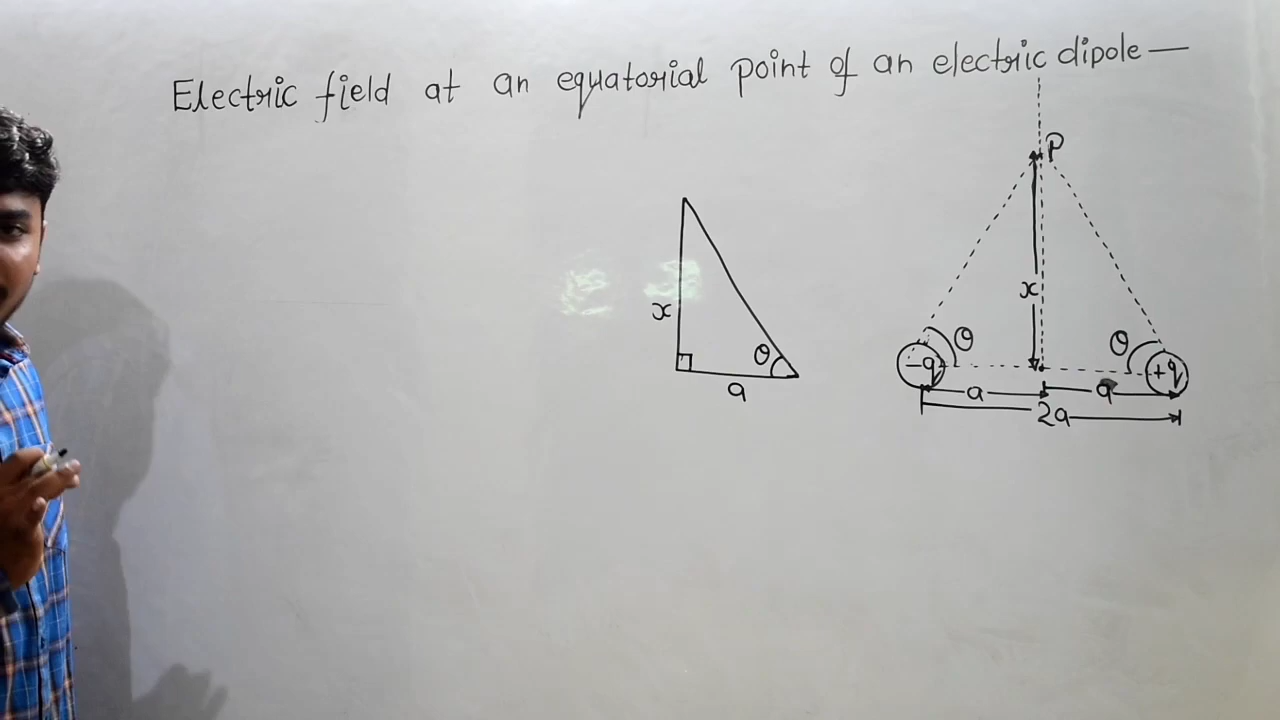 Electric field at an equatorial point of an electric dipole —
P
x
x
θ
θ
θ
-q
+q
a
a
a
2a